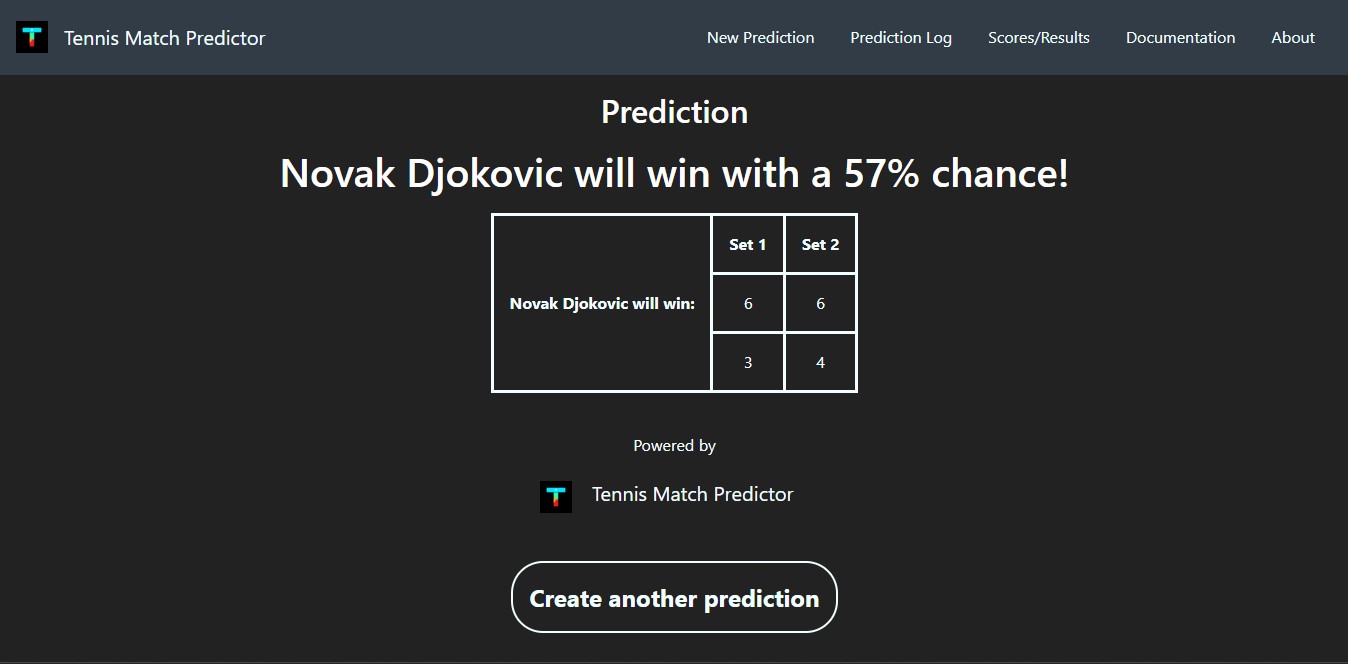 T Tennis Match Predictor New Prediction Prediction Log Scores/Results Documentation About
Prediction
Novak Djokovic will win with a 57% chance!
Set 1 Set 2
Novak Djokovic will win: 6 6
3 4
Powered by
T Tennis Match Predictor
Create another prediction